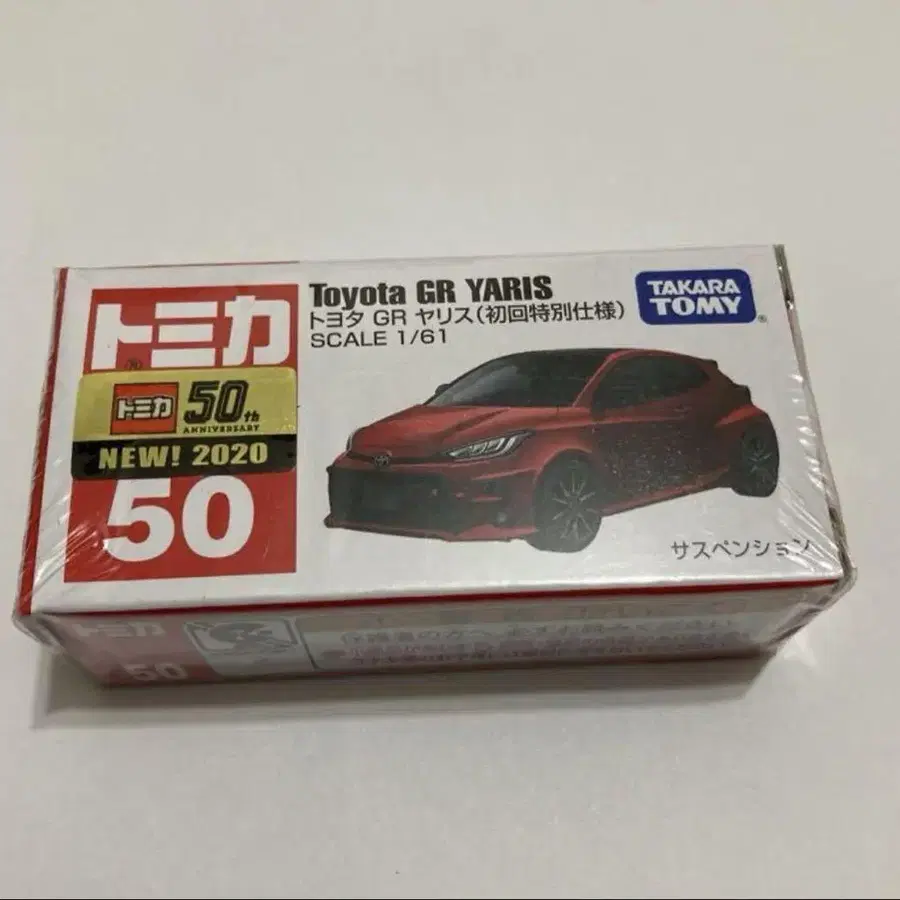 トミカ
Toyota GR YARIS
トヨタ GR ヤリス(初回特別仕様)
SCALE 1/61
TAKARA
TOMY
トミカ 50th
ANNIVERSARY
NEW! 2020
50
サスペンション
トミカ
50